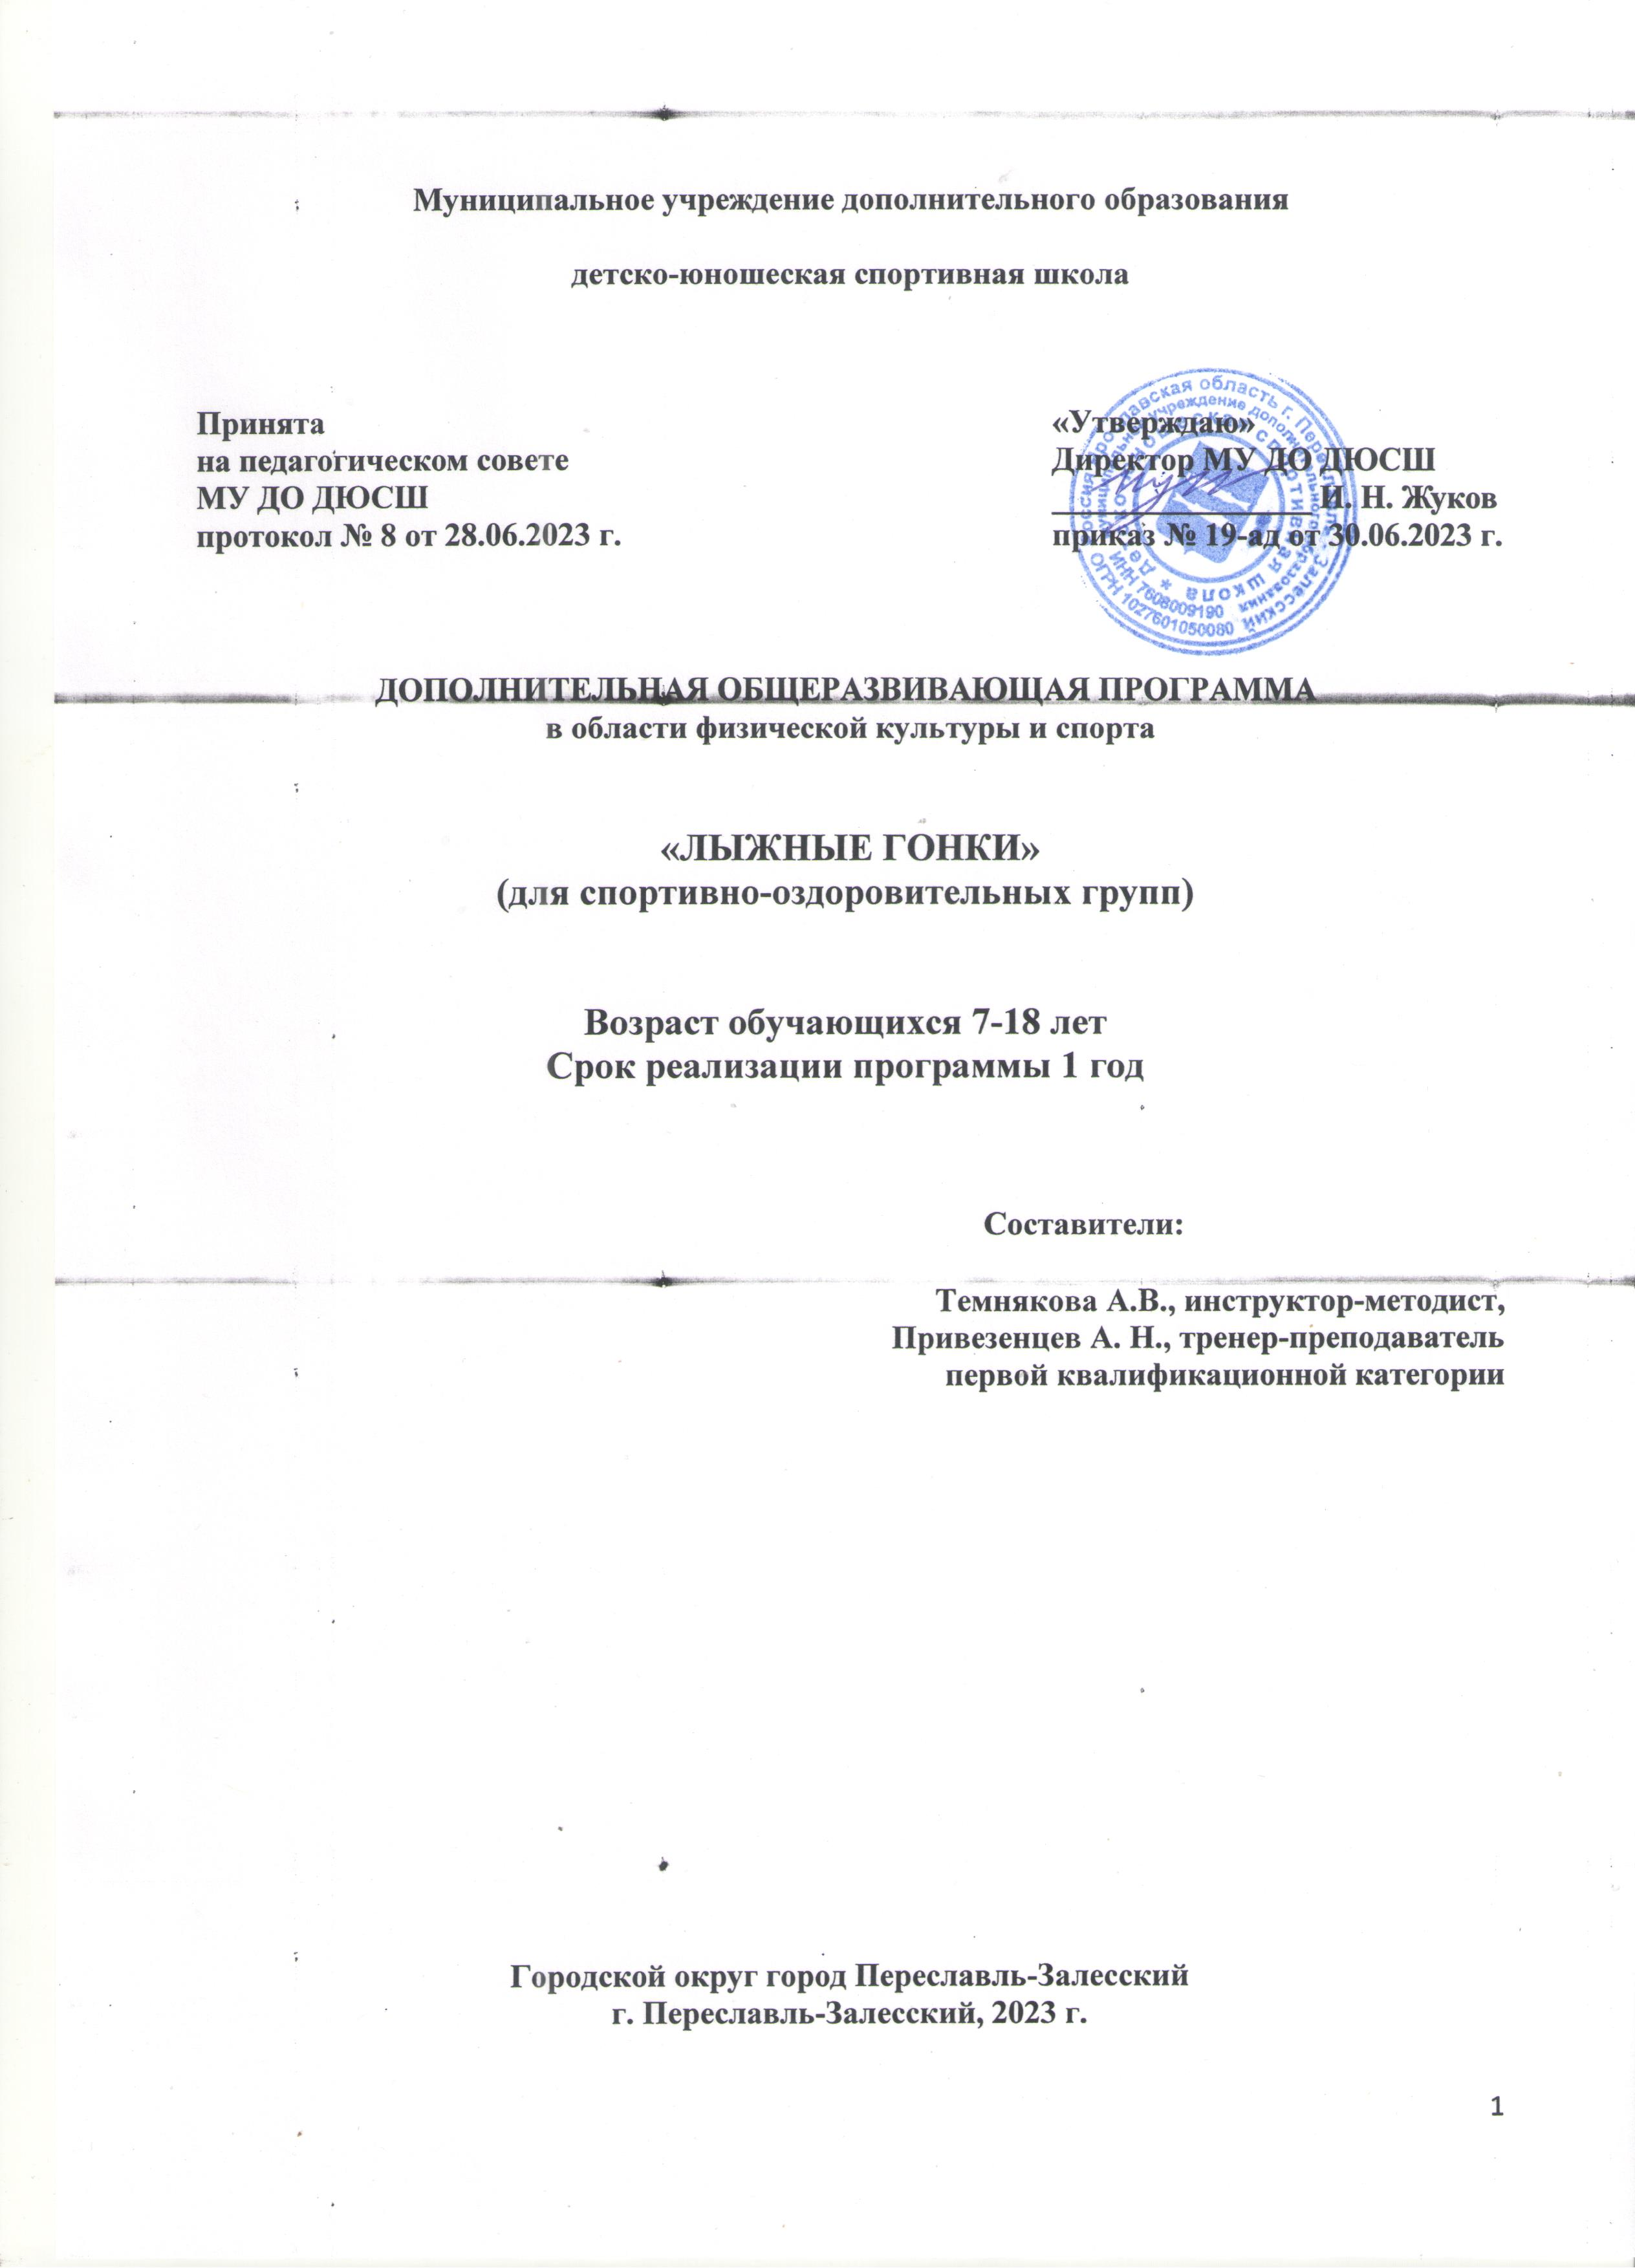 Муниципальное учреждение дополнительного образования
детско-юношеская спортивная школа
Принята
на педагогическом совете
МУ ДО ДЮСШ
протокол № 8 от 28.06.2023 г.
«Утверждаю»
Директор МУ ДО ДЮСШ
И. Н. Жуков
приказ № 19-ад от 30.06.2023 г.
ИНН 7608009190
ОГРН 1027601050080
ДОПОЛНИТЕЛЬНАЯ ОБЩЕРАЗВИВАЮЩАЯ ПРОГРАММА
в области физической культуры и спорта
«ЛЫЖНЫЕ ГОНКИ»
(для спортивно-оздоровительных групп)
Возраст обучающихся 7-18 лет
Срок реализации программы 1 год
Составители:
Темнякова А.В., инструктор-методист,
Привезенцев А. Н., тренер-преподаватель
первой квалификационной категории
Городской округ город Переславль-Залесский
г. Переславль-Залесский, 2023 г.
1